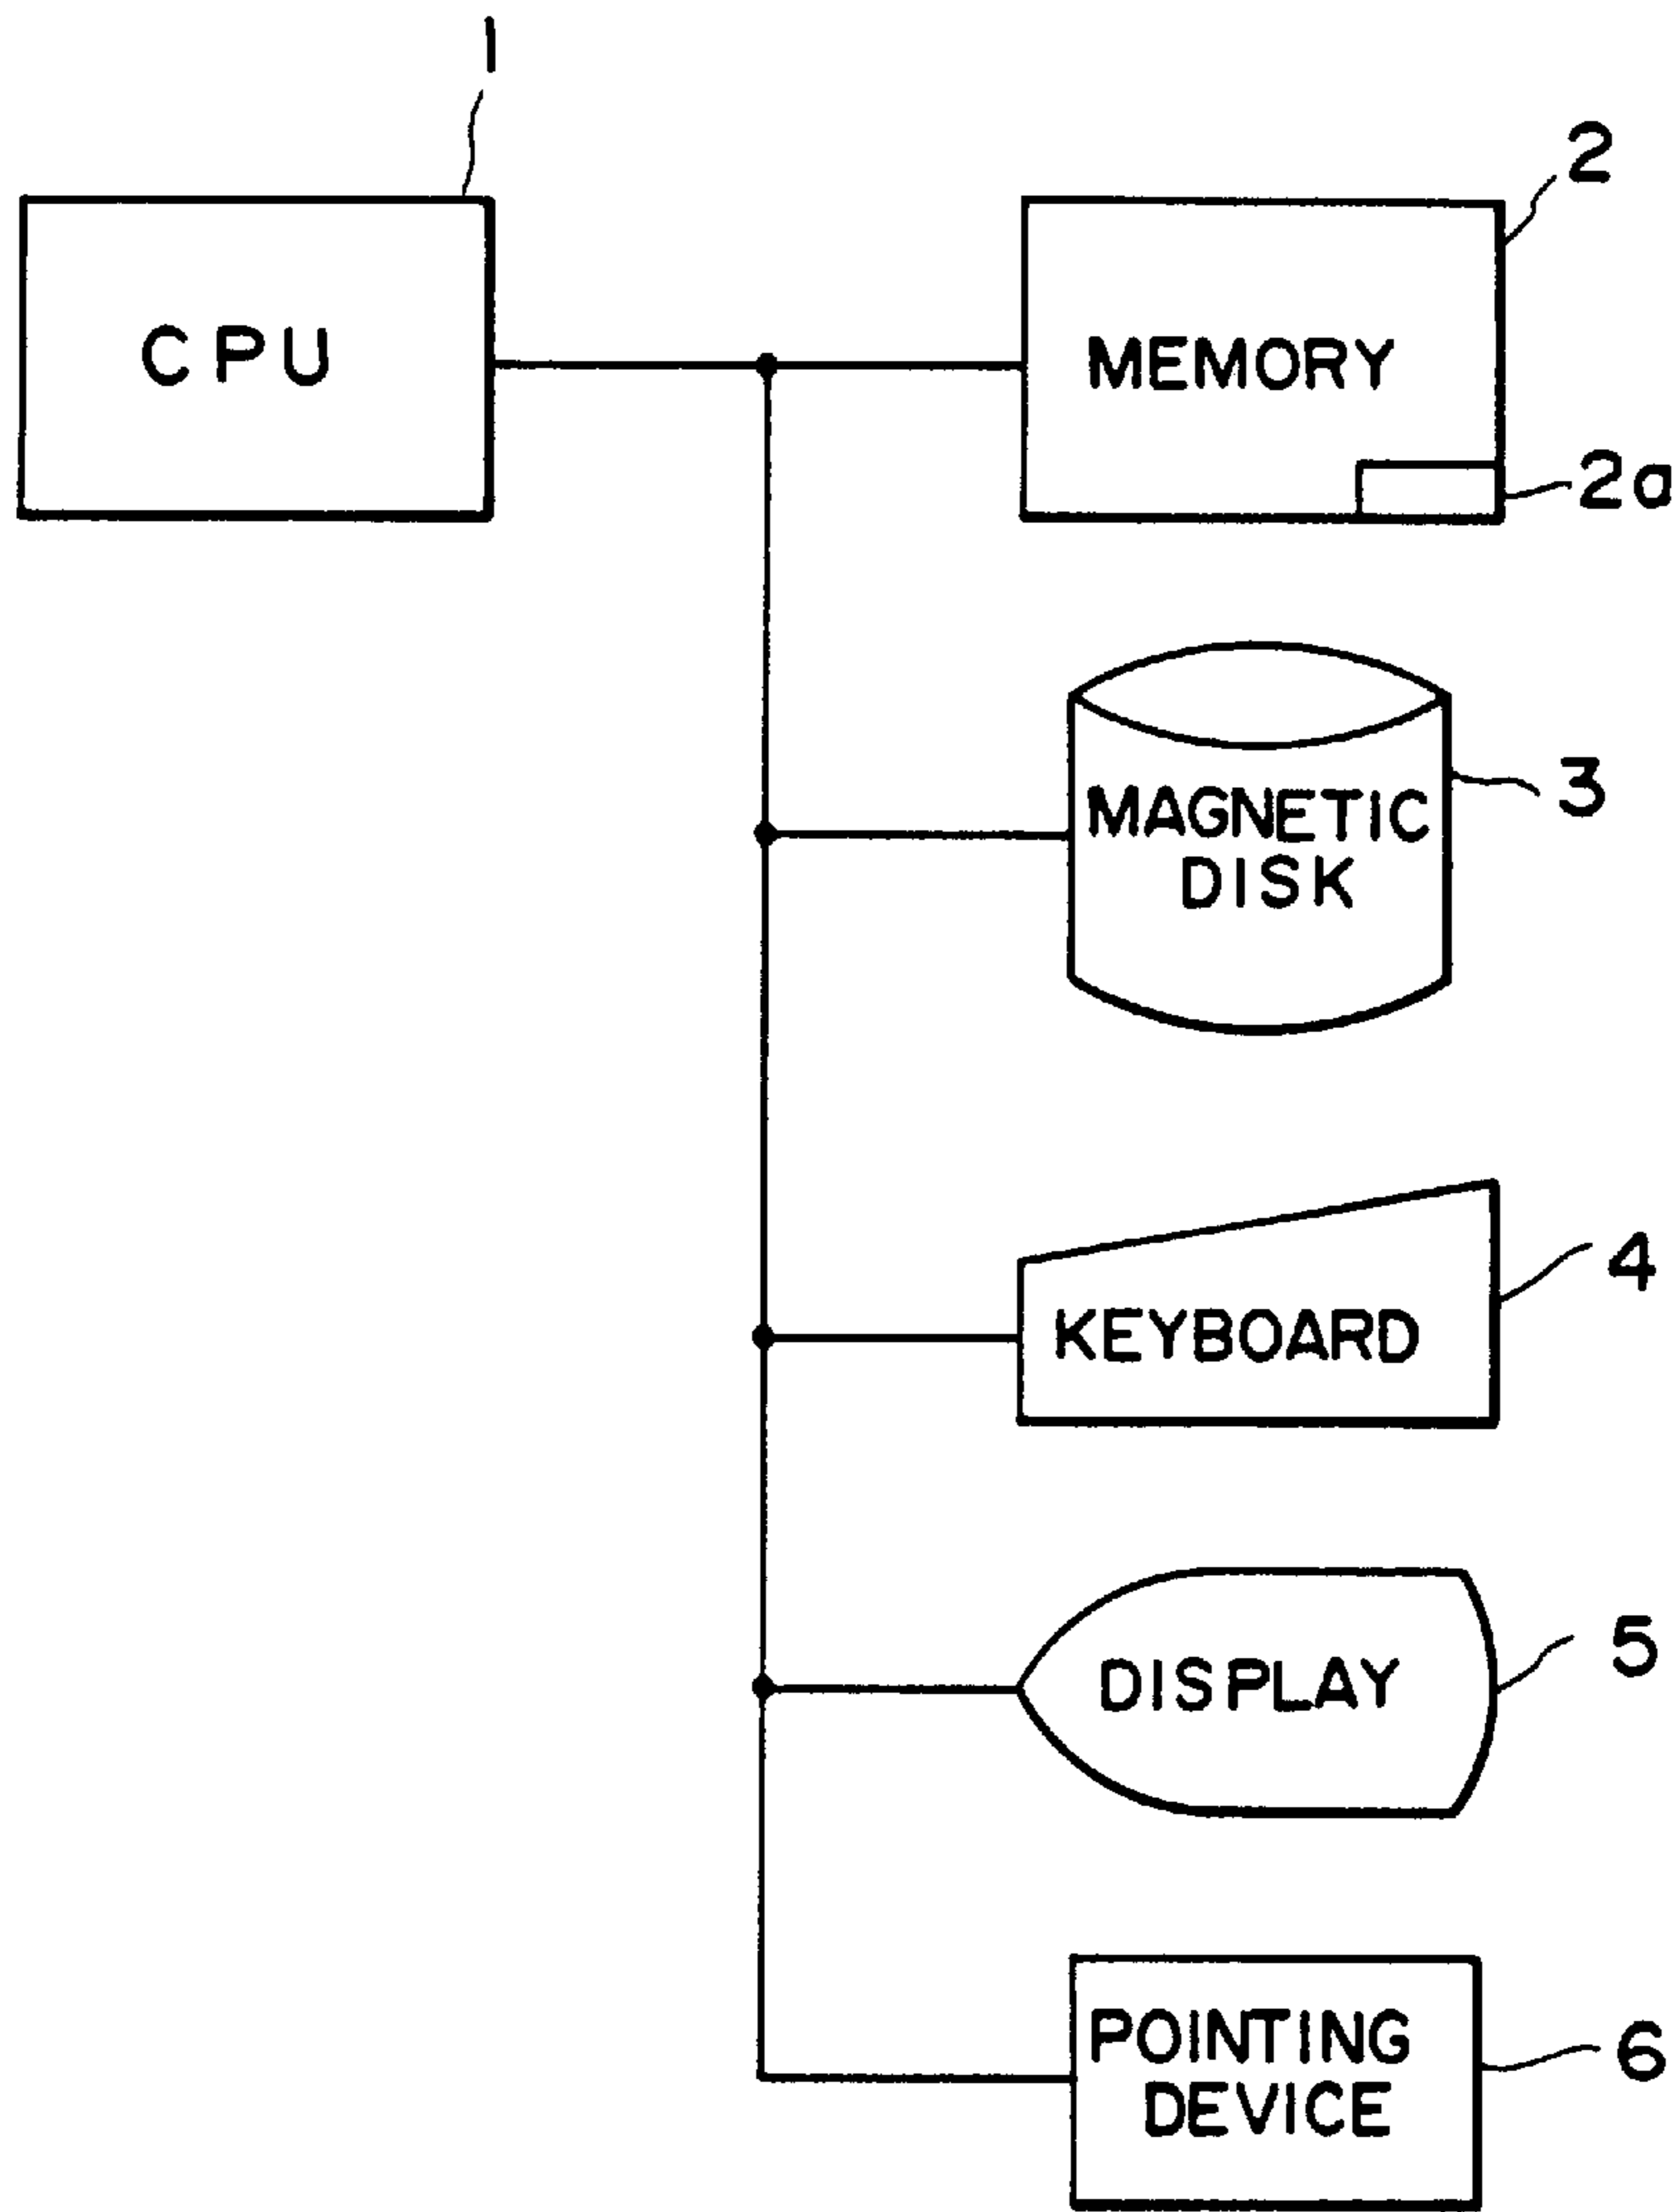 1
CPU
2
MEMORY
2a
MAGNETIC
DISK
3
KEYBOARD
4
DISPLAY
5
POINTING
DEVICE
6